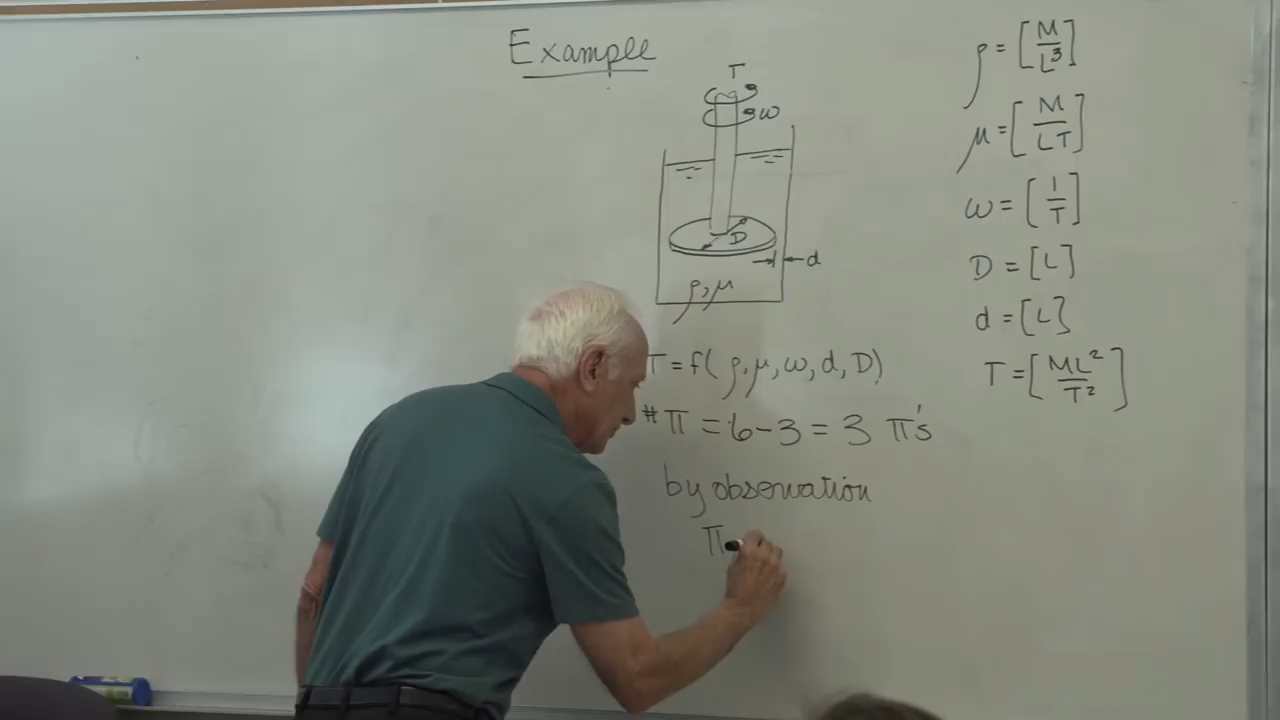 Example
T
ω
D
d
ρ, μ
T = f( ρ, μ, ω, d, D)
# π = 6 - 3 = 3 π's
by observation
π
ρ = [M/L³]
μ = [M/LT]
ω = [1/T]
D = [L]
d = [L]
T = [ML²/T²]